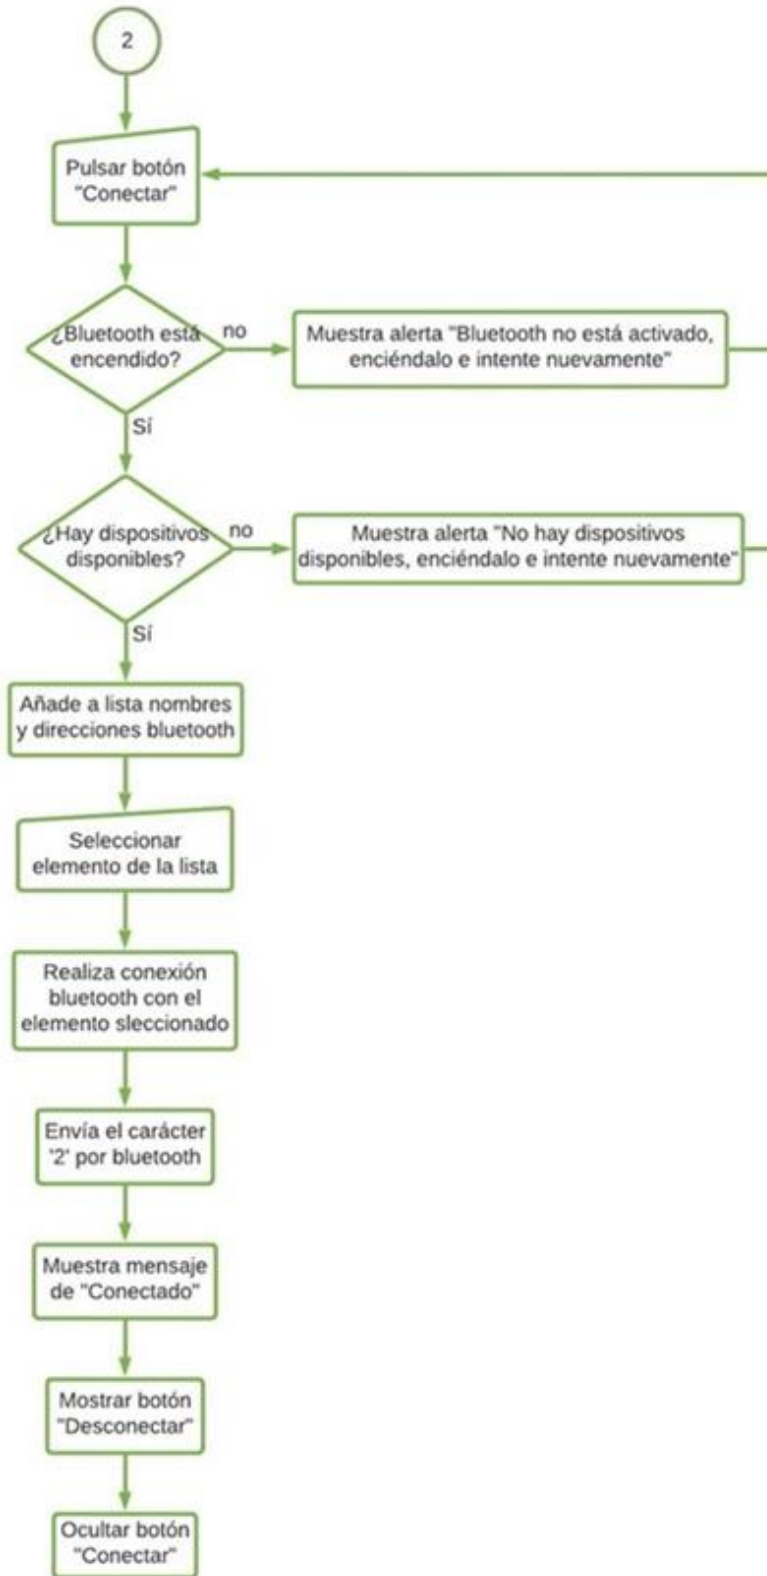 2
Pulsar botón
"Conectar"
¿Bluetooth está
encendido?
no
Muestra alerta "Bluetooth no está activado,
enciéndalo e intente nuevamente"
Sí
¿Hay dispositivos
disponibles?
no
Muestra alerta "No hay dispositivos
disponibles, enciéndalo e intente nuevamente"
Sí
Añade a lista nombres
y direcciones bluetooth
Seleccionar
elemento de la lista
Realiza conexión
bluetooth con el
elemento sleccionado
Envía el carácter
'2' por bluetooth
Muestra mensaje
de "Conectado"
Mostrar botón
"Desconectar"
Ocultar botón
"Conectar"